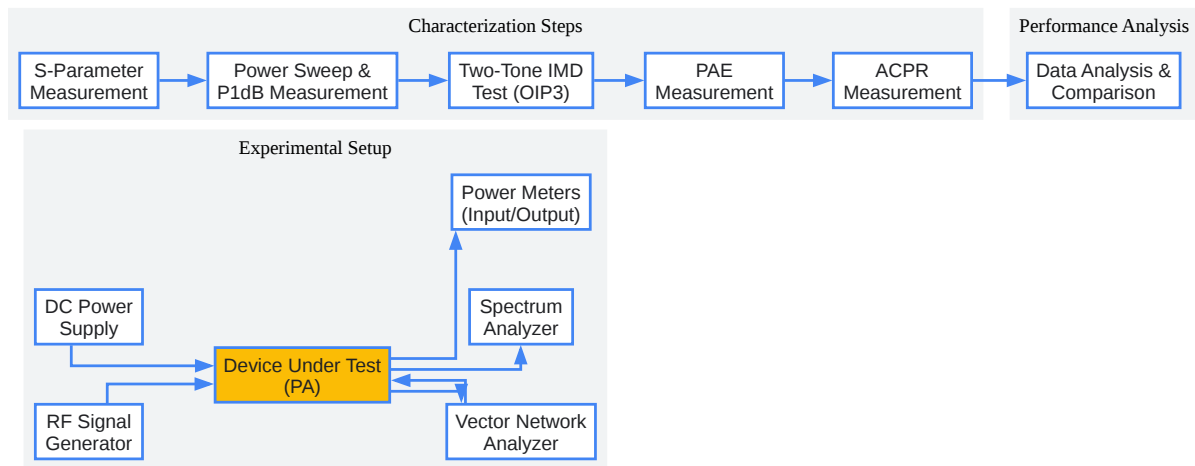 Characterization Steps
Performance Analysis
S-Parameter
Measurement
Power Sweep &
P1dB Measurement
Two-Tone IMD
Test (OIP3)
PAE
Measurement
ACPR
Measurement
Data Analysis &
Comparison
Experimental Setup
Power Meters
(Input/Output)
DC Power
Supply
Spectrum
Analyzer
Device Under Test
(PA)
RF Signal
Generator
Vector Network
Analyzer